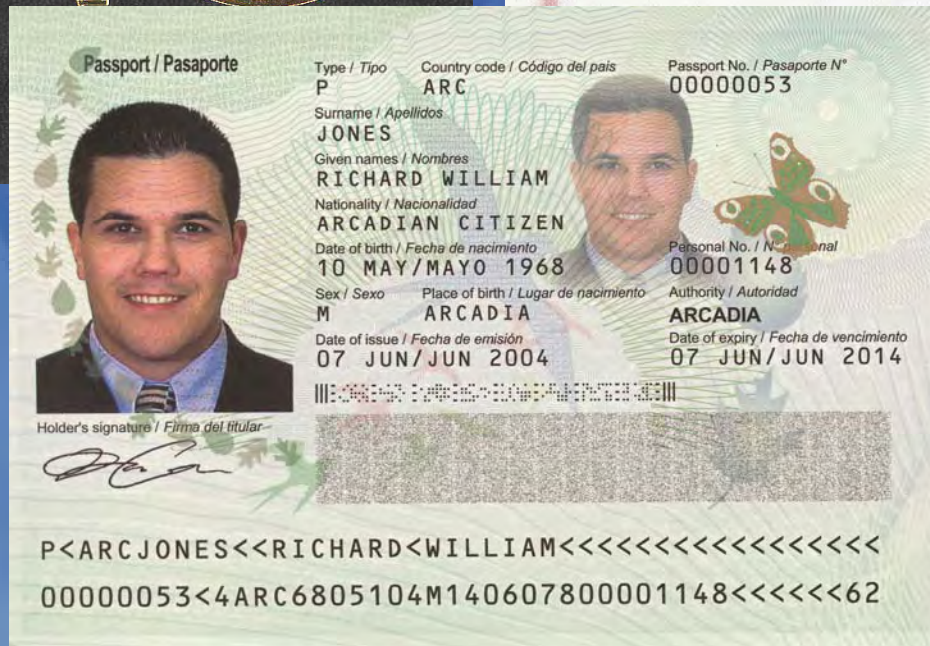 Passport / Pasaporte
Type / Tipo Country code / Código del país Passport No. / Pasaporte N°
P ARC 00000053
Surname / Apellidos
JONES
Given names / Nombres
RICHARD WILLIAM
Nationality / Nacionalidad
ARCADIAN CITIZEN
Date of birth / Fecha de nacimiento Personal No. / N° personal
10 MAY/MAYO 1968 00001148
Sex / Sexo Place of birth / Lugar de nacimiento Authority / Autoridad
M ARCADIA ARCADIA
Date of issue / Fecha de emisión Date of expiry / Fecha de vencimiento
07 JUN/JUN 2004 07 JUN/JUN 2014
Holder's signature / Firma del titular
P<ARCJONES<<RICHARD<WILLIAM<<<<<<<<<<<<<<<<<
00000053<4ARC6805104M140607800001148<<<<<<62